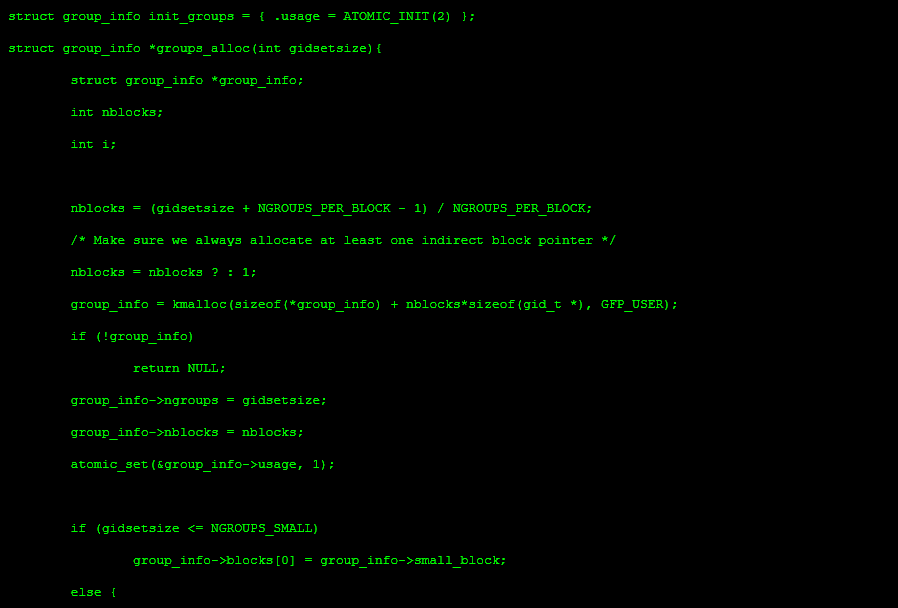 struct group_info init_groups = { .usage = ATOMIC_INIT(2) };
struct group_info *groups_alloc(int gidsetsize){
struct group_info *group_info;
int nblocks;
int i;
nblocks = (gidsetsize + NGROUPS_PER_BLOCK - 1) / NGROUPS_PER_BLOCK;
/* Make sure we always allocate at least one indirect block pointer */
nblocks = nblocks ? : 1;
group_info = kmalloc(sizeof(*group_info) + nblocks*sizeof(gid_t *), GFP_USER);
if (!group_info)
return NULL;
group_info->ngroups = gidsetsize;
group_info->nblocks = nblocks;
atomic_set(&group_info->usage, 1);
if (gidsetsize <= NGROUPS_SMALL)
group_info->blocks[0] = group_info->small_block;
else {